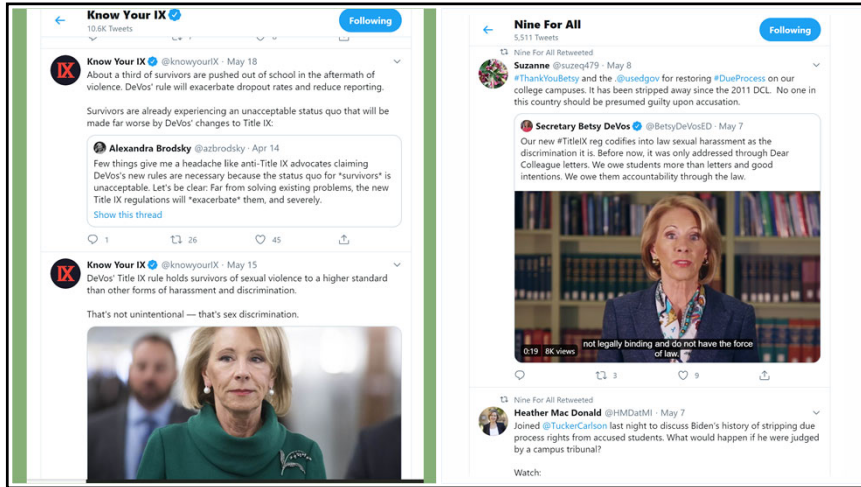 Know Your IX
10.6K Tweets
Following
Know Your IX @knowyourIX · May 18
About a third of survivors are pushed out of school in the aftermath of
violence. DeVos' rule will exacerbate dropout rates and reduce reporting.
Survivors are already experiencing an unacceptable status quo that will be
made far worse by DeVos' changes to Title IX:
Alexandra Brodsky @azbrodsky · Apr 14
Few things give me a headache like anti-Title IX advocates claiming
DeVos's new rules are necessary because the status quo for *survivors* is
unacceptable. Let's be clear: Far from solving existing problems, the new
Title IX regulations will *exacerbate* them, and severely.
Show this thread
1 26 45
Know Your IX @knowyourIX · May 15
DeVos' Title IX rule holds survivors of sexual violence to a higher standard
than other forms of harassment and discrimination.
That's not unintentional — that's sex discrimination.
IX
IX
Nine For All
5,511 Tweets
Following
Nine For All Retweeted
Suzanne @suzeq479 · May 8
#ThankYouBetsy and the .@usedgov for restoring #DueProcess on our
college campuses. It has been stripped away since the 2011 DCL. No one in
this country should be presumed guilty upon accusation.
Secretary Betsy DeVos @BetsyDeVosED · May 7
Our new #TitleIX reg codifies into law sexual harassment as the
discrimination it is. Before now, it was only addressed through Dear
Colleague letters. We owe students more than letters and good
intentions. We owe them accountability through the law.
0:19 8K views
not legally binding and do not have the force
of law.
3 9
Nine For All Retweeted
Heather Mac Donald @HMDatMI · May 7
Joined @TuckerCarlson last night to discuss Biden's history of stripping due
process rights from accused students. What would happen if he were judged
by a campus tribunal?
Watch: